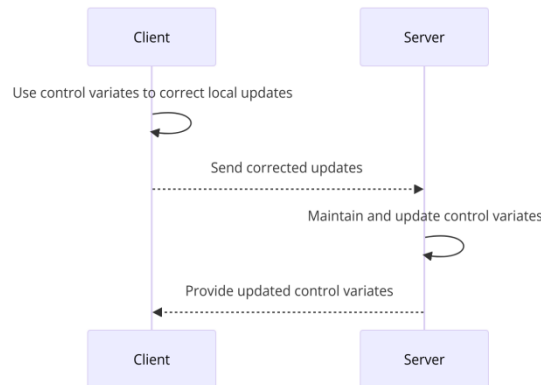 Client Server
Use control variates to correct local updates
Send corrected updates
Maintain and update control variates
Provide updated control variates
Client Server